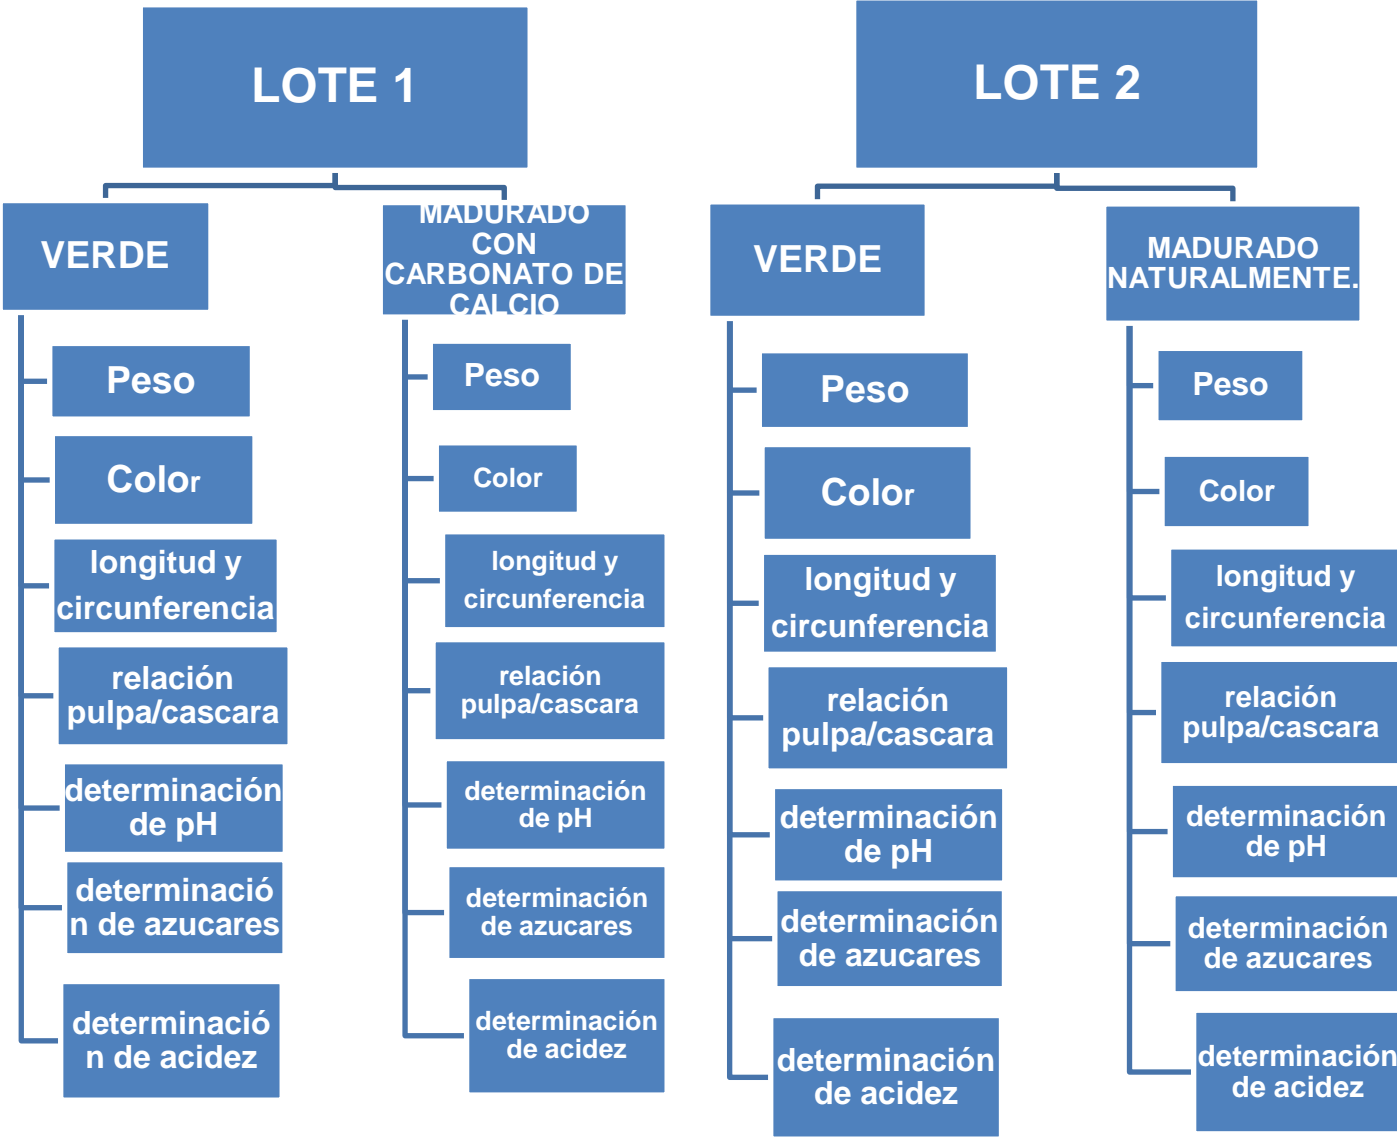 LOTE 1
VERDE
Peso
Color
longitud y
circunferencia
relación
pulpa/cascara
determinación
de pH
determinació
n de azucares
determinació
n de acidez
MADURADO
CON
CARBONATO DE
CALCIO
Peso
Color
longitud y
circunferencia
relación
pulpa/cascara
determinación
de pH
determinación
de azucares
determinación
de acidez
LOTE 2
VERDE
Peso
Color
longitud y
circunferencia
relación
pulpa/cascara
determinación
de pH
determinación
de azucares
determinación
de acidez
MADURADO
NATURALMENTE.
Peso
Color
longitud y
circunferencia
relación
pulpa/cascara
determinación
de pH
determinación
de azucares
determinación
de acidez